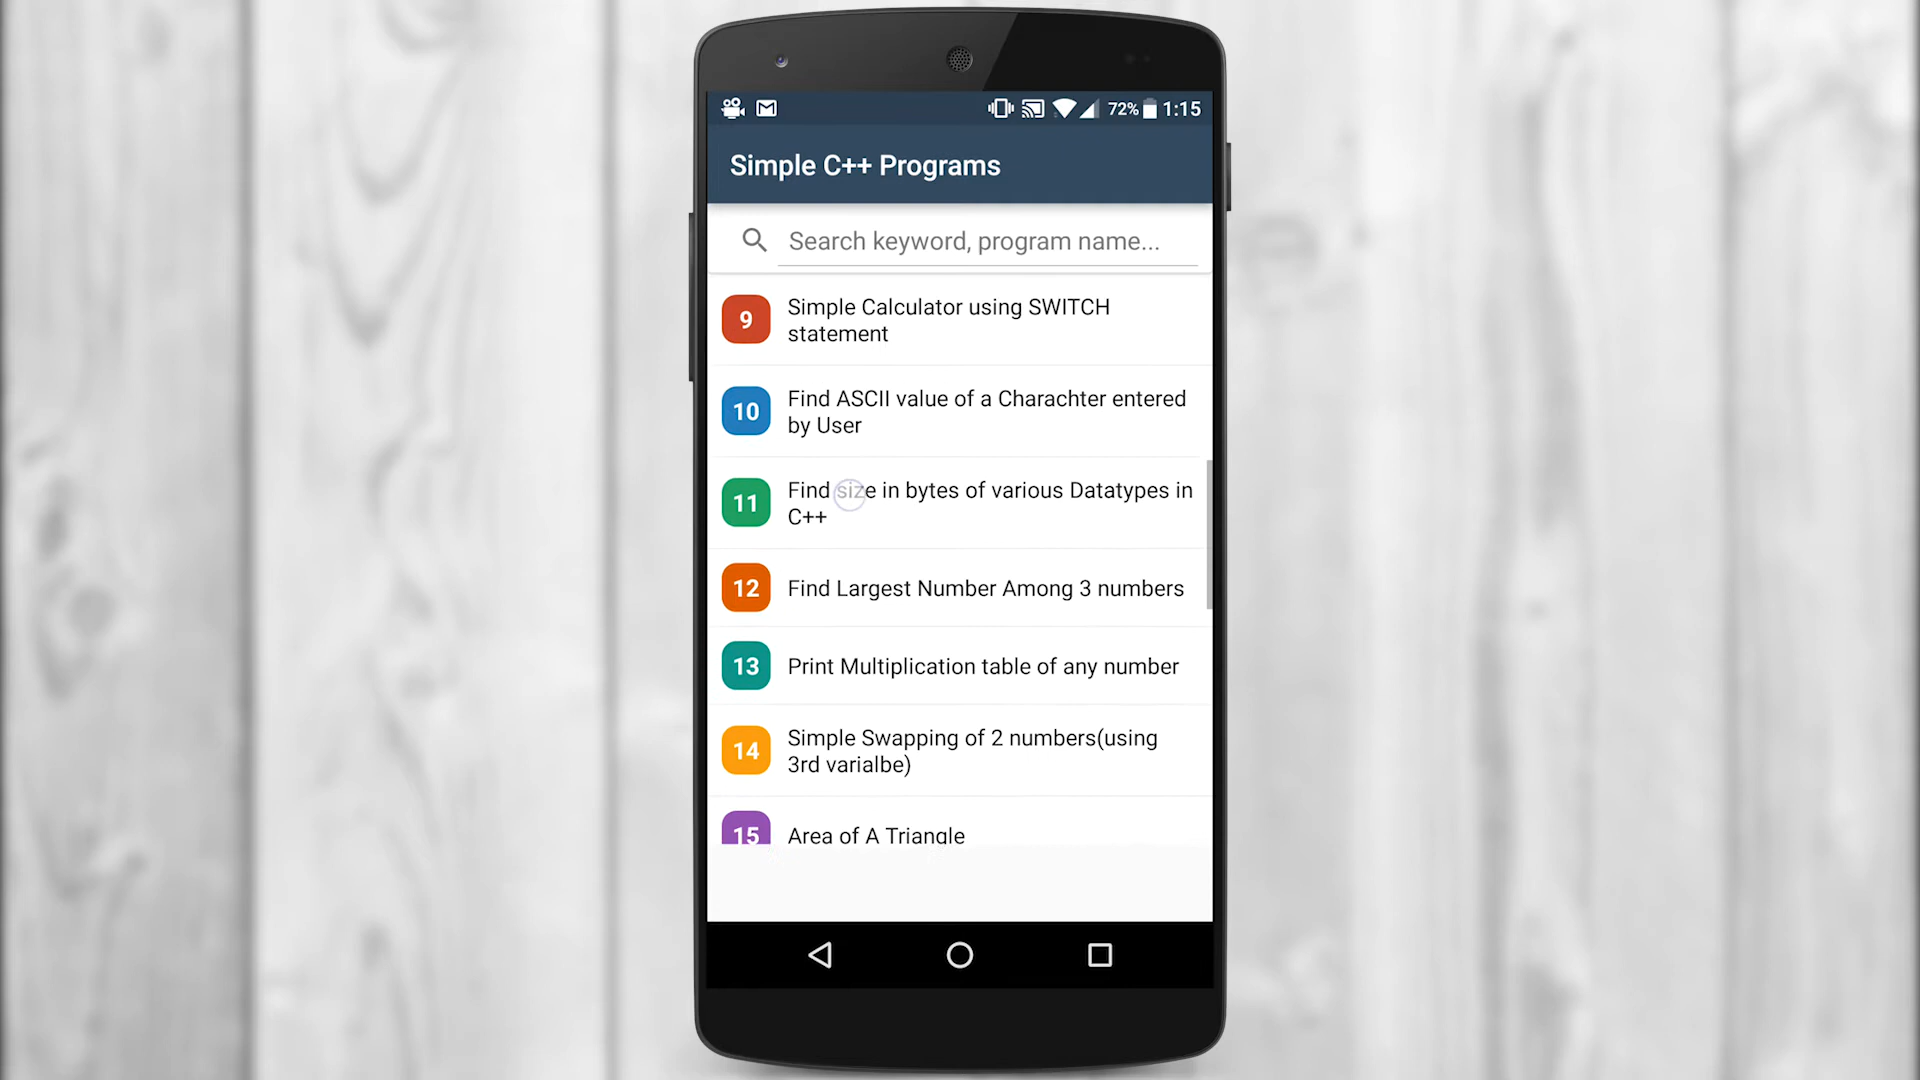 72% 1:15
Simple C++ Programs
Search keyword, program name...
9 Simple Calculator using SWITCH
statement
10 Find ASCII value of a Charachter entered
by User
11 Find size in bytes of various Datatypes in
C++
12 Find Largest Number Among 3 numbers
13 Print Multiplication table of any number
14 Simple Swapping of 2 numbers(using
3rd varialbe)
15 Area of A Triangle